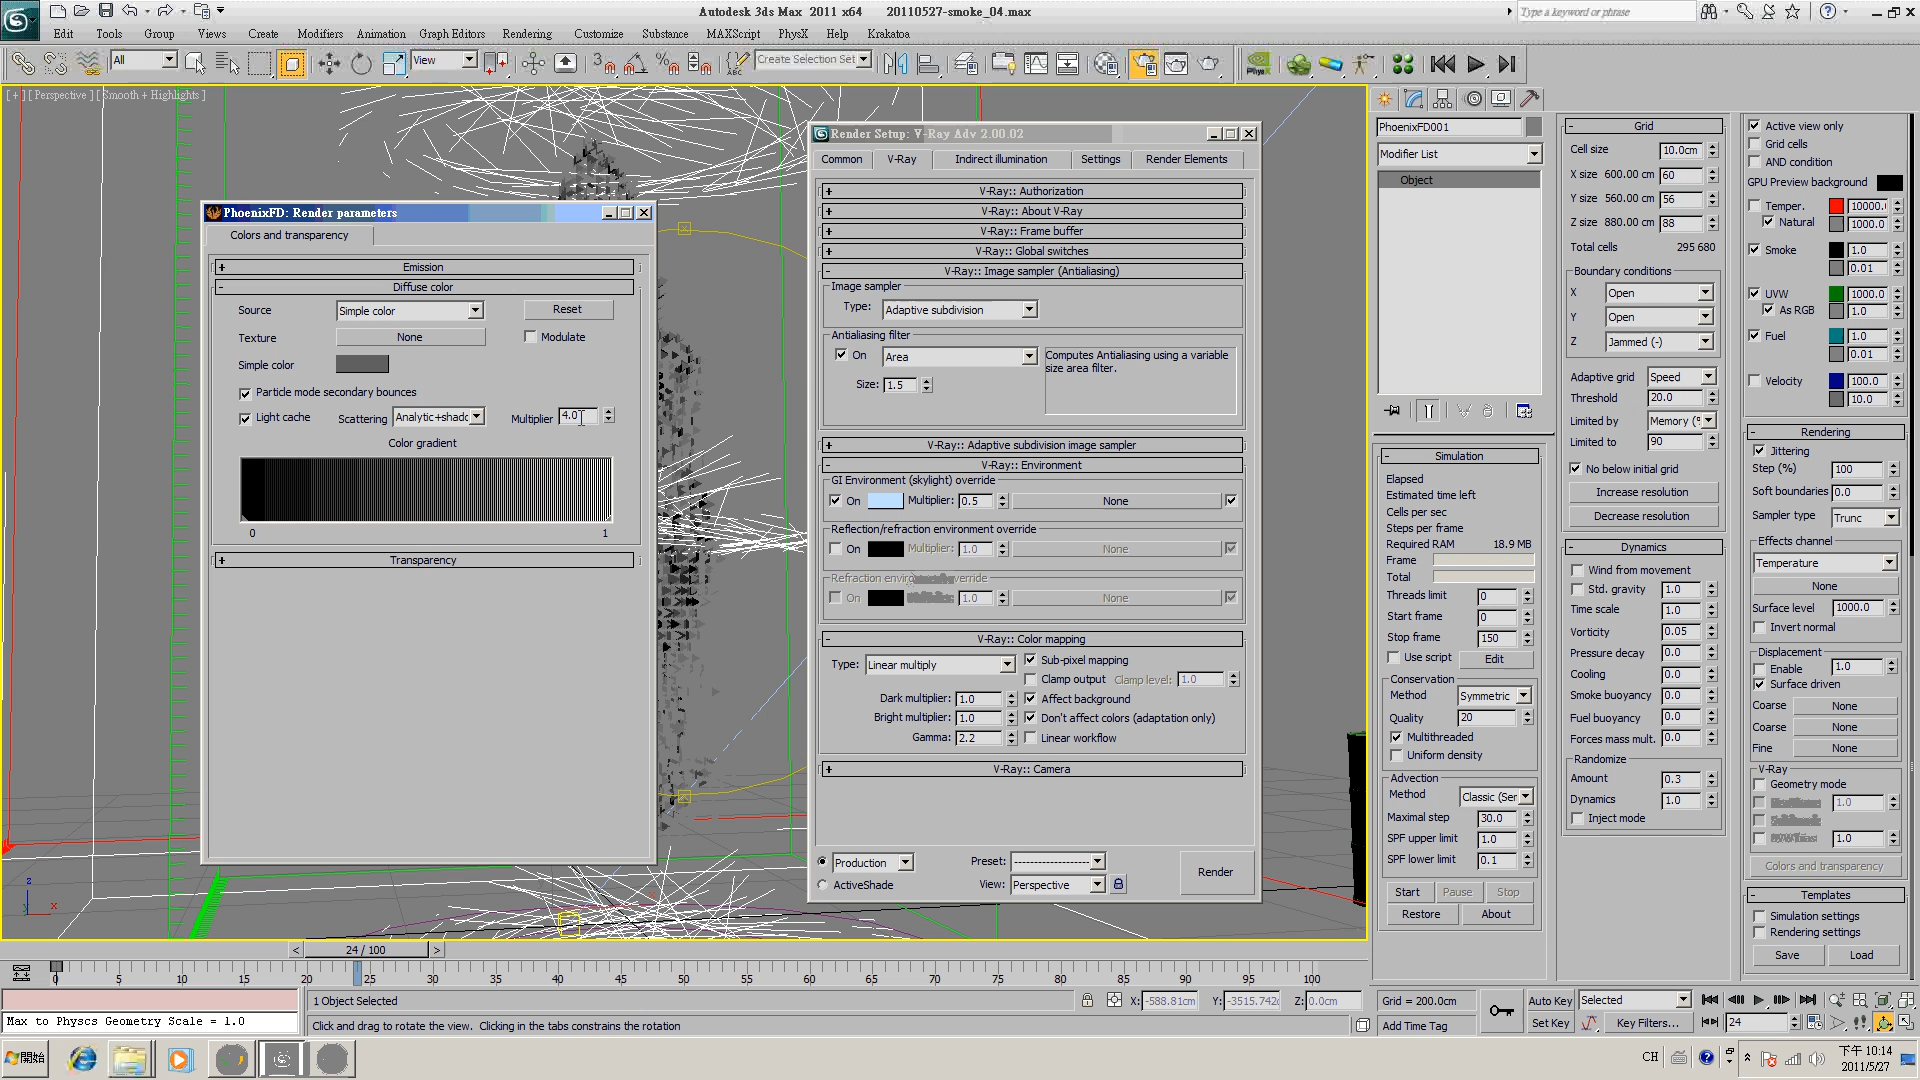 Autodesk 3ds Max 2011 x64 20110527-smoke_04.max
Type a keyword or phrase
Edit Tools Group Views Create Modifiers Animation Graph Editors Rendering Customize Substance MAXScript PhysX Help Krakatoa
All View Create Selection Set
[ + ] [ Perspective ] [ Smooth + Highlights ]
PhoenixFD: Render parameters
Colors and transparency
+ Emission
- Diffuse color
Source Simple color Reset
Texture None Modulate
Simple color
Particle mode secondary bounces
Light cache Scattering Analytic+shadc Multiplier 4.0
Color gradient
0 1
+ Transparency
Render Setup: V-Ray Adv 2.00.02
Common V-Ray Indirect illumination Settings Render Elements
+ V-Ray:: Authorization
+ V-Ray:: About V-Ray
+ V-Ray:: Frame buffer
+ V-Ray:: Global switches
- V-Ray:: Image sampler (Antialiasing)
Image sampler
Type: Adaptive subdivision
Antialiasing filter
On Area
Size: 1.5
Computes Antialiasing using a variable
size area filter.
+ V-Ray:: Adaptive subdivision image sampler
- V-Ray:: Environment
GI Environment (skylight) override
On Multiplier: 0.5 None
Reflection/refraction environment override
On Multiplier: 1.0 None
Refraction override
On 1.0 None
- V-Ray:: Color mapping
Type: Linear multiply Sub-pixel mapping
Clamp output Clamp level: 1.0
Dark multiplier: 1.0 Affect background
Bright multiplier: 1.0 Don't affect colors (adaptation only)
Gamma: 2.2 Linear workflow
+ V-Ray:: Camera
Production Preset: --------------------
ActiveShade View: Perspective
Render
PhoenixFD001
Modifier List
Object
- Simulation
Elapsed
Estimated time left
Cells per sec
Steps per frame
Required RAM 18.9 MB
Frame
Total
Threads limit 0
Start frame 0
Stop frame 150
Use script Edit
Conservation
Method Symmetric
Quality 20
Multithreaded
Uniform density
Advection
Method Classic (Ser
Maximal step 30.0
SPF upper limit 1.0
SPF lower limit 0.1
Start Pause Stop
Restore About
- Grid
Cell size 10.0cm
X size 600.00 cm 60
Y size 560.00 cm 56
Z size 880.00 cm 88
Total cells 295 680
Boundary conditions
X Open
Y Open
Z Jammed (-)
Adaptive grid Speed
Threshold 20.0
Limited by Memory (%
Limited to 90
No below initial grid
Increase resolution
Decrease resolution
- Dynamics
Wind from movement
Std. gravity 1.0
Time scale 1.0
Vorticity 0.05
Pressure decay 0.0
Cooling 0.0
Smoke buoyancy 0.0
Fuel buoyancy 0.0
Forces mass mult. 0.0
Randomize
Amount 0.3
Dynamics 1.0
Inject mode
Active view only
Grid cells
AND condition
GPU Preview background
Temper. 10000.
Natural 1000.0
Smoke 1.0
0.01
UVW 1000.0
As RGB 1.0
Fuel 1.0
0.01
Velocity 100.0
10.0
- Rendering
Jittering
Step (%) 100
Soft boundaries 0.0
Sampler type Trunc
Effects channel
Temperature
None
Surface level 1000.0
Invert normal
Displacement
Enable 1.0
Surface driven
Coarse None
Coarse None
Fine None
V-Ray
Geometry mode
1.0
1.0
Colors and transparency
- Templates
Simulation settings
Rendering settings
Save Load
z
x
< 24 / 100 >
0 5 10 15 20 25 30 35 40 45 50 55 60 65 70 75 80 85 90 95 100
1 Object Selected X: -588.81cm Y: -3515.742c Z: 0.0cm Grid = 200.0cm Auto Key Selected
Max to Physcs Geometry Scale = 1.0 Click and drag to rotate the view. Clicking in the tabs constrains the rotation Add Time Tag Set Key Key Filters... 24
開始 CH 下午 10:14
2011/5/27